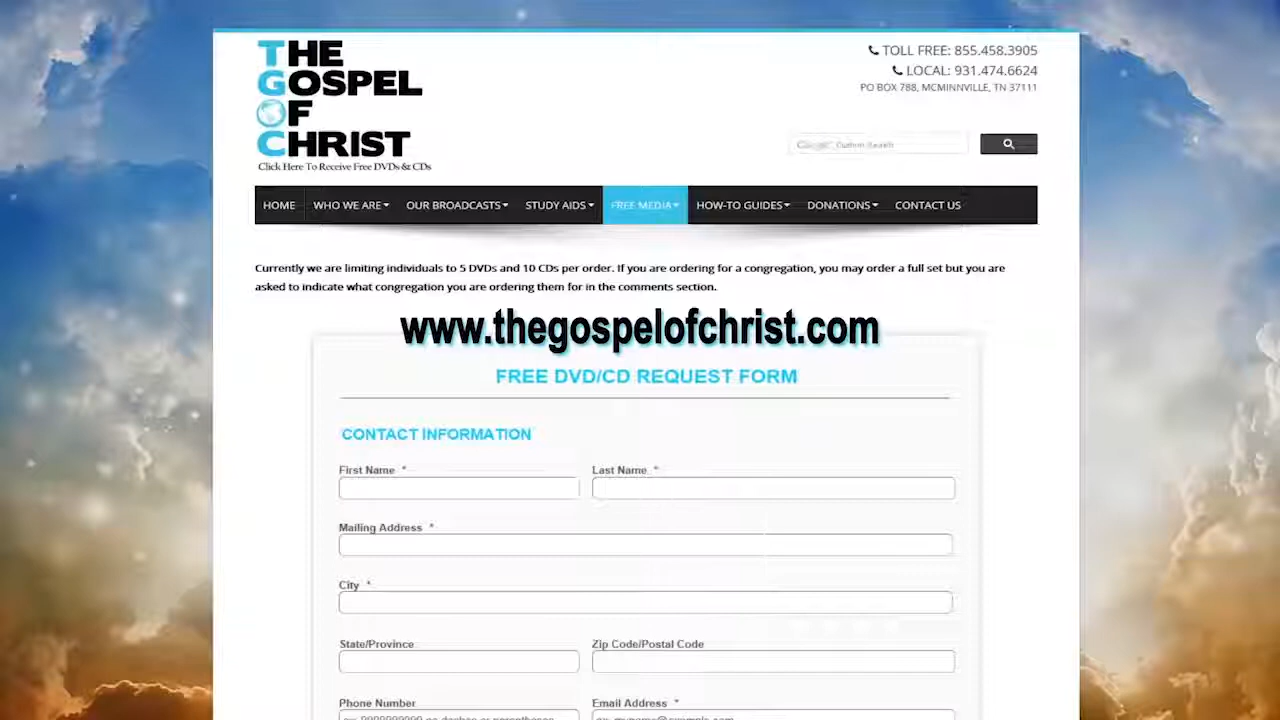 THE
GOSPEL
OF
CHRIST
Click Here To Receive Free DVDs & CDs
TOLL FREE: 855.458.3905
LOCAL: 931.474.6624
PO BOX 788, MCMINNVILLE, TN 37111
Google Custom Search
HOME WHO WE ARE OUR BROADCASTS STUDY AIDS FREE MEDIA HOW-TO GUIDES DONATIONS CONTACT US
Currently we are limiting individuals to 5 DVDs and 10 CDs per order. If you are ordering for a congregation, you may order a full set but you are
asked to indicate what congregation you are ordering them for in the comments section.
www.thegospelofchrist.com
FREE DVD/CD REQUEST FORM
CONTACT INFORMATION
First Name * Last Name *
Mailing Address *
City *
State/Province Zip Code/Postal Code
Phone Number Email Address *